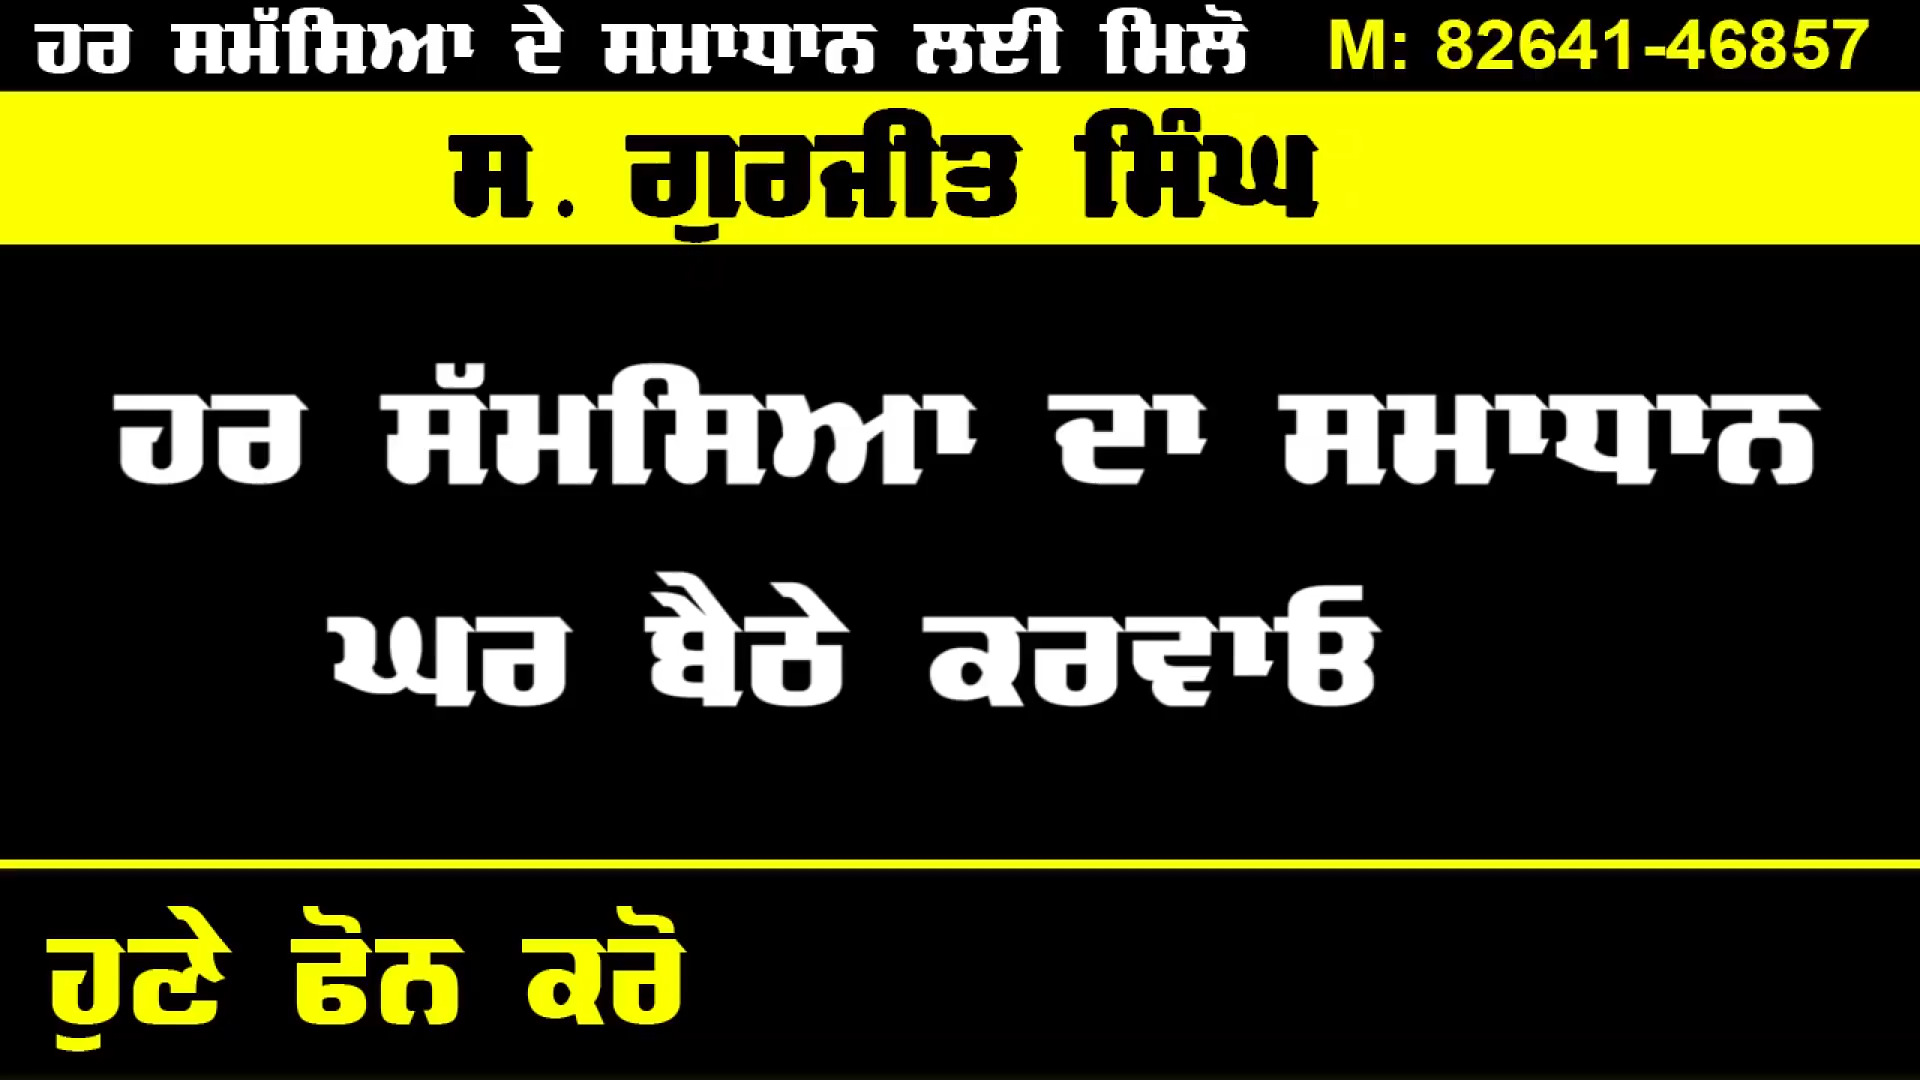 ਹਰ ਸਮੱਸਿਆ ਦੇ ਸਮਾਧਾਨ ਲਈ ਮਿਲੋ M: 82641-46857
ਸ. ਗੁਰਜੀਤ ਸਿੰਘ
ਹਰ ਸੱਮਸਿਆ ਦਾ ਸਮਾਧਾਨ
ਘਰ ਬੈਠੇ ਕਰਵਾਓ
ਹੁਣੇ ਫੋਨ ਕਰੋ